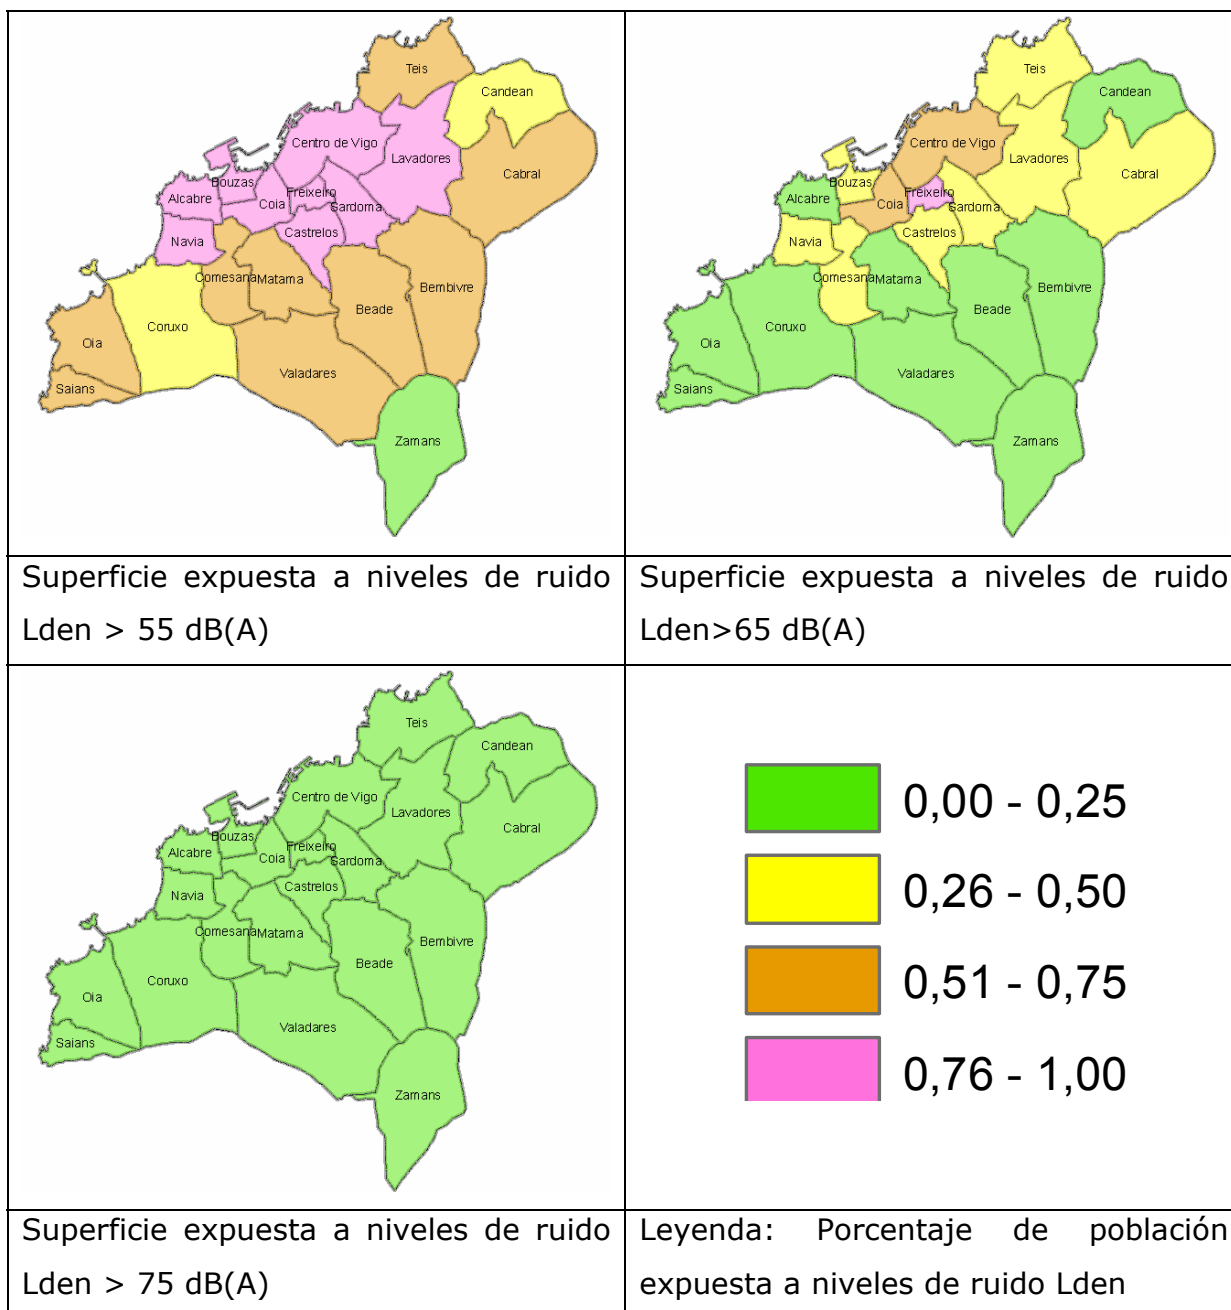 Teis
Candean
Centro de Vigo
Lavadores
Cabral
Bouzas
Alcabre
Coia
Freixeiro
Sardoma
Navia
Castrelos
Comesana
Matama
Bembivre
Beade
Coruxo
Oia
Valadares
Saians
Zamans
Teis
Candean
Centro de Vigo
Lavadores
Cabral
Bouzas
Alcabre
Coia
Freixeiro
Sardoma
Navia
Castrelos
Comesana
Matama
Bembivre
Beade
Coruxo
Oia
Valadares
Saians
Zamans
Superficie expuesta a niveles de ruido
Lden > 55 dB(A)
Superficie expuesta a niveles de ruido
Lden>65 dB(A)
Teis
Candean
Centro de Vigo
Lavadores
Cabral
Bouzas
Alcabre
Coia
Freixeiro
Sardoma
Navia
Castrelos
Comesana
Matama
Bembivre
Beade
Coruxo
Oia
Valadares
Saians
Zamans
0,00 - 0,25
0,26 - 0,50
0,51 - 0,75
0,76 - 1,00
Superficie expuesta a niveles de ruido
Lden > 75 dB(A)
Leyenda: Porcentaje de población
expuesta a niveles de ruido Lden